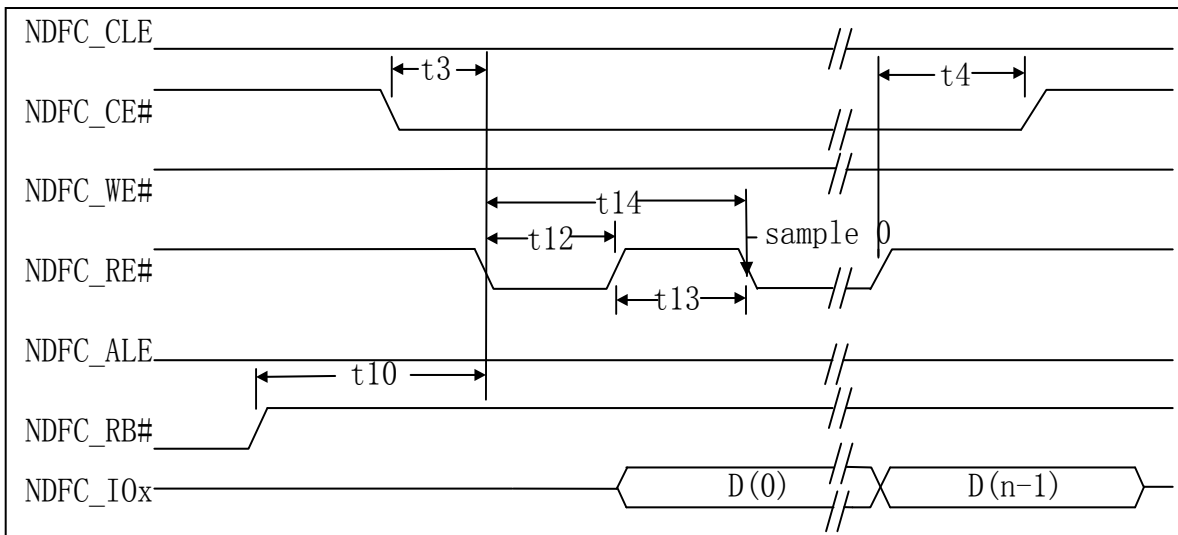 NDFC_CLE
t3
t4
NDFC_CE#
NDFC_WE#
t14
t12
sample 0
NDFC_RE#
t13
NDFC_ALE
t10
NDFC_RB#
NDFC_IOx
D(0)
D(n-1)